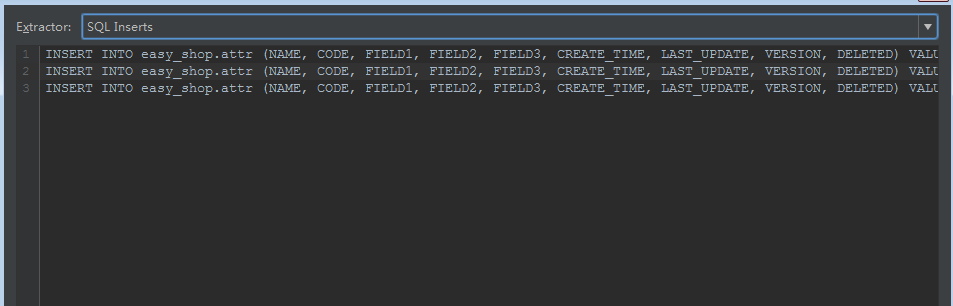 Extractor: SQL Inserts
1 INSERT INTO easy_shop.attr (NAME, CODE, FIELD1, FIELD2, FIELD3, CREATE_TIME, LAST_UPDATE, VERSION, DELETED) VALU
2 INSERT INTO easy_shop.attr (NAME, CODE, FIELD1, FIELD2, FIELD3, CREATE_TIME, LAST_UPDATE, VERSION, DELETED) VALU
3 INSERT INTO easy_shop.attr (NAME, CODE, FIELD1, FIELD2, FIELD3, CREATE_TIME, LAST_UPDATE, VERSION, DELETED) VALU